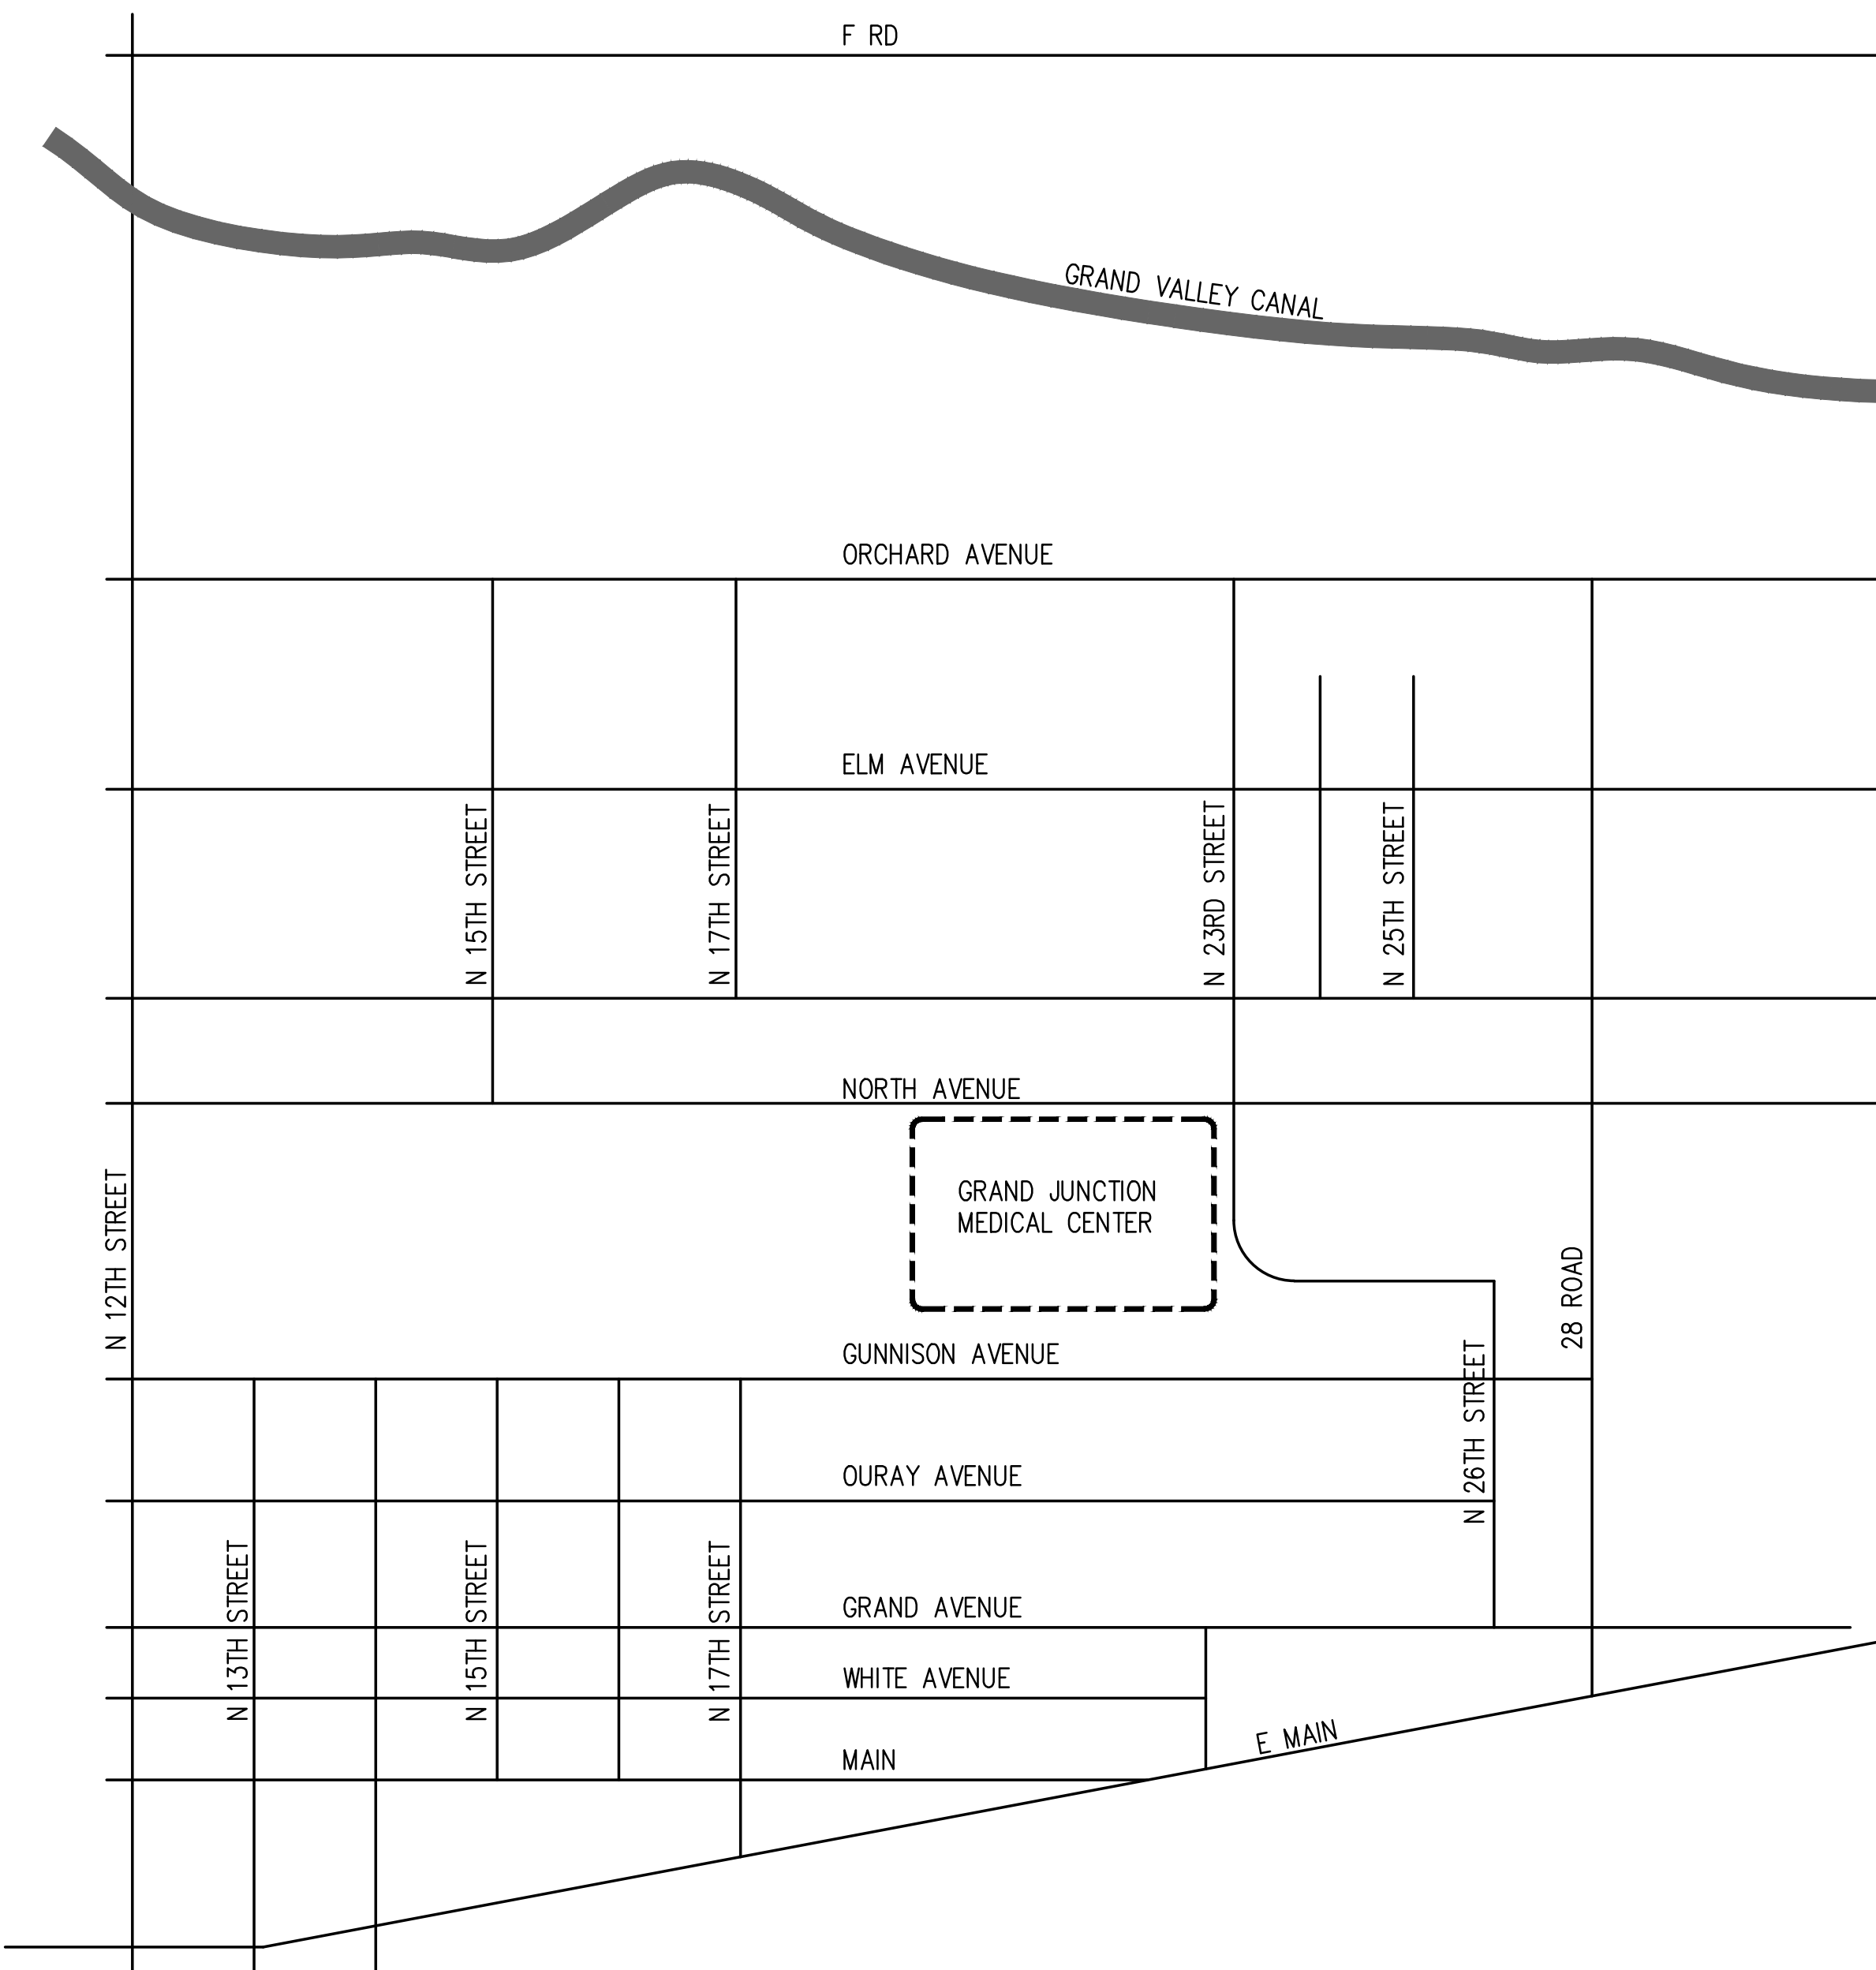 F RD
GRAND VALLEY CANAL
ORCHARD AVENUE
ELM AVENUE
N 15TH STREET
N 17TH STREET
N 23RD STREET
N 25TH STREET
NORTH AVENUE
N 12TH STREET
GRAND JUNCTION
MEDICAL CENTER
28 ROAD
GUNNISON AVENUE
N 26TH STREET
OURAY AVENUE
N 13TH STREET
N 15TH STREET
N 17TH STREET
GRAND AVENUE
WHITE AVENUE
E MAIN
MAIN